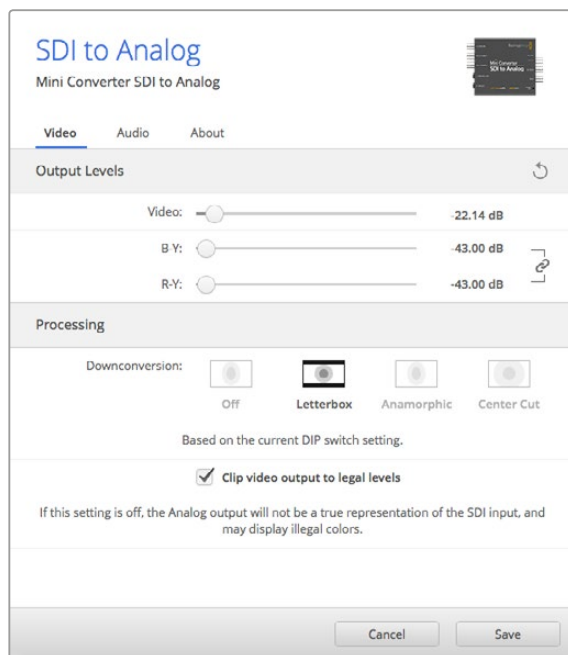 SDI to Analog
Mini Converter SDI to Analog
Video Audio About
Output Levels
Video: -22.14 dB
B-Y: -43.00 dB
R-Y: -43.00 dB
Processing
Downconversion:
Off Letterbox Anamorphic Center Cut
Based on the current DIP switch setting.
Clip video output to legal levels
If this setting is off, the Analog output will not be a true representation of the SDI input, and
may display illegal colors.
Cancel Save